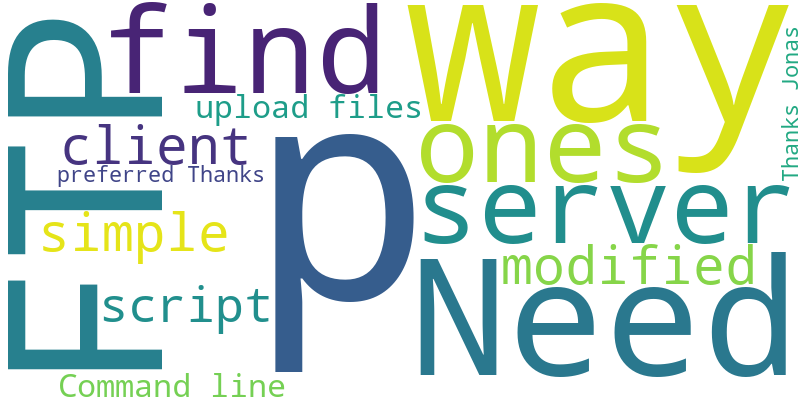 FTP
find
way
upload files
Thanks Jonas
client
p
ones
preferred Thanks
server
simple
modified
script
Need
Command line